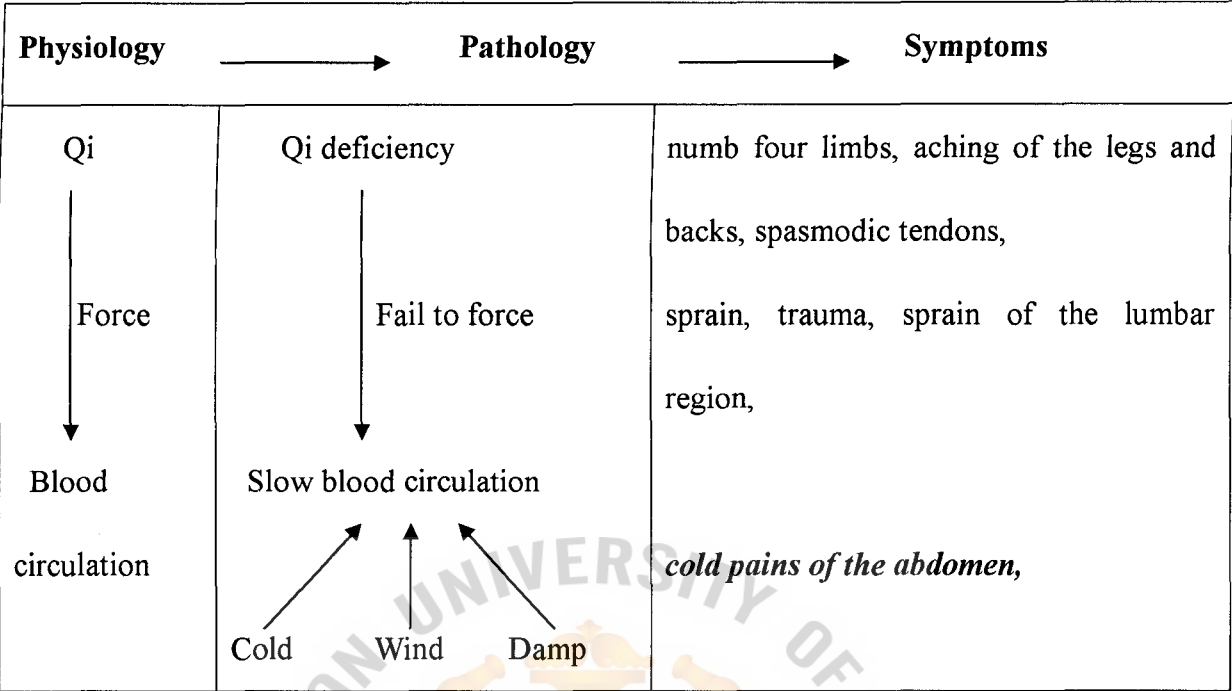 Physiology Pathology Symptoms
Qi
Force
Blood
circulation
Qi deficiency
Fail to force
Slow blood circulation
Cold Wind Damp
numb four limbs, aching of the legs and
backs, spasmodic tendons,
sprain, trauma, sprain of the lumbar
region,
cold pains of the abdomen,
UNIVERSITY OF